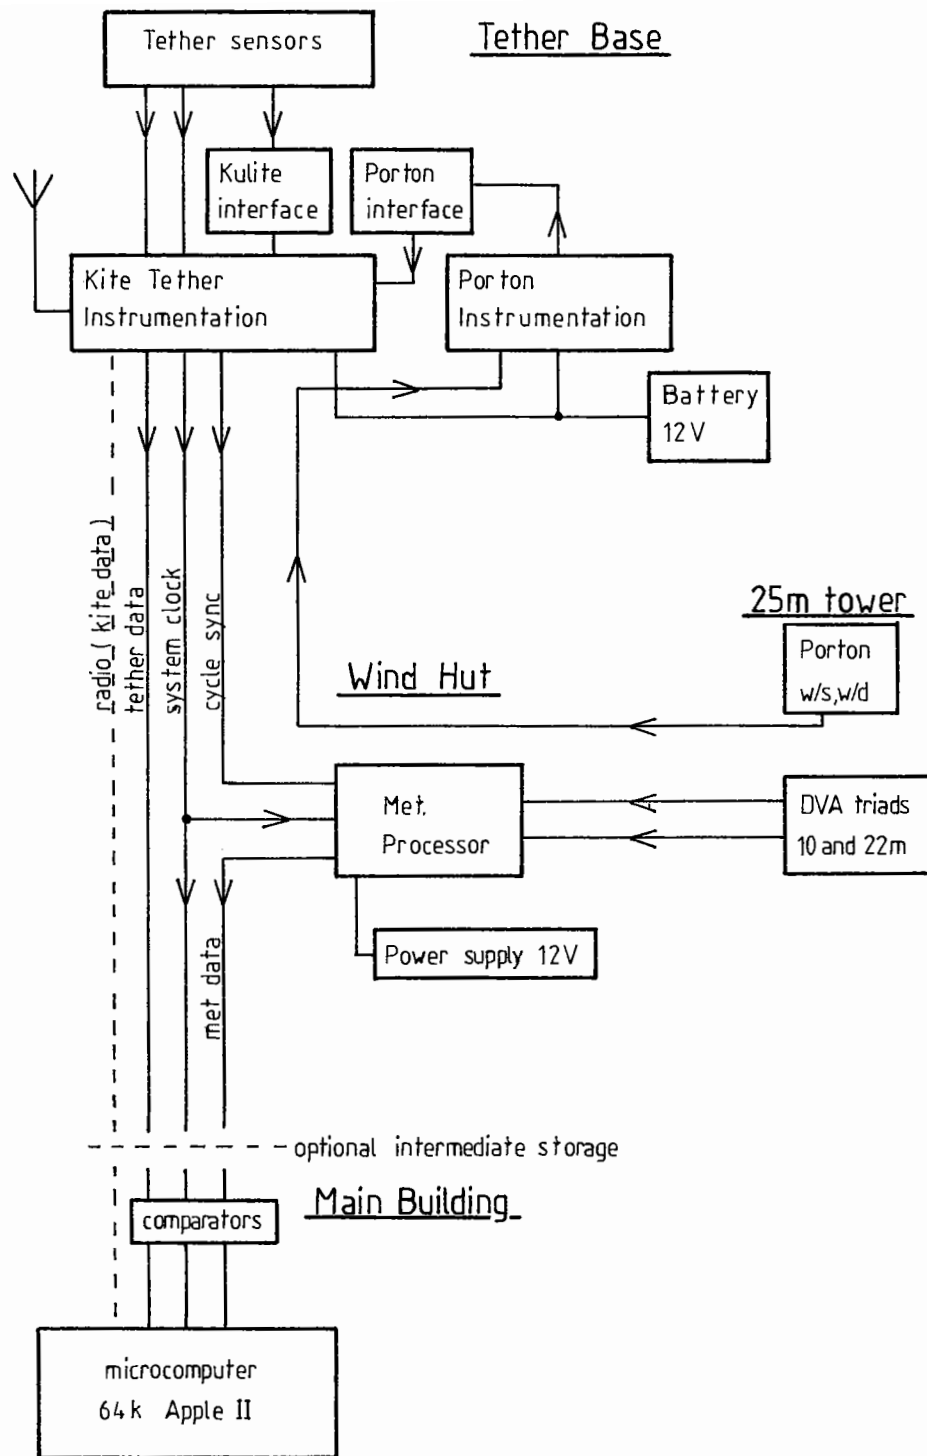 Tether sensors
Tether Base
Kulite
interface
Porton
interface
Kite Tether
Instrumentation
Porton
Instrumentation
Battery
12V
radio (kite data)
tether data
system clock
cycle sync
25m tower
Porton
w/s,w/d
Wind Hut
Met.
Processor
DVA triads
10 and 22m
Power supply 12V
met data
optional intermediate storage
Main Building
comparators
microcomputer
64k Apple II